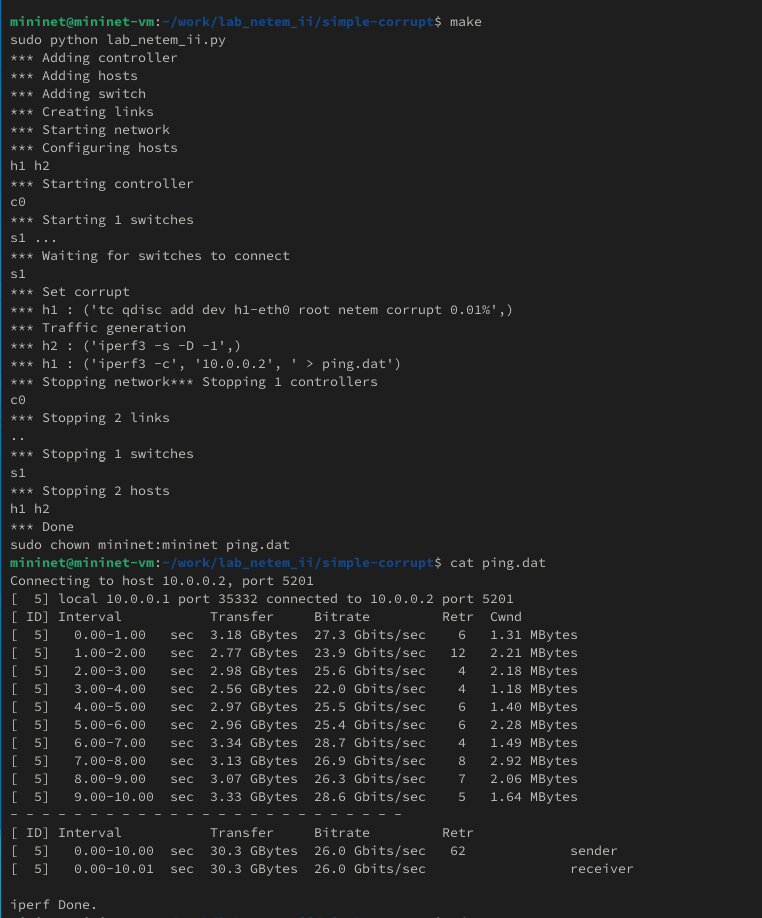 mininet@mininet-vm:~/work/lab_netem_ii/simple-corrupt$ make
sudo python lab_netem_ii.py
*** Adding controller
*** Adding hosts
*** Adding switch
*** Creating links
*** Starting network
*** Configuring hosts
h1 h2
*** Starting controller
c0
*** Starting 1 switches
s1 ...
*** Waiting for switches to connect
s1
*** Set corrupt
*** h1 : ('tc qdisc add dev h1-eth0 root netem corrupt 0.01%',)
*** Traffic generation
*** h2 : ('iperf3 -s -D -1',)
*** h1 : ('iperf3 -c', '10.0.0.2', ' > ping.dat')
*** Stopping network*** Stopping 1 controllers
c0
*** Stopping 2 links
..
*** Stopping 1 switches
s1
*** Stopping 2 hosts
h1 h2
*** Done
sudo chown mininet:mininet ping.dat
mininet@mininet-vm:~/work/lab_netem_ii/simple-corrupt$ cat ping.dat
Connecting to host 10.0.0.2, port 5201
[  5] local 10.0.0.1 port 35332 connected to 10.0.0.2 port 5201
[ ID] Interval           Transfer     Bitrate         Retr  Cwnd
[  5]   0.00-1.00   sec  3.18 GBytes  27.3 Gbits/sec    6   1.31 MBytes
[  5]   1.00-2.00   sec  2.77 GBytes  23.9 Gbits/sec   12   2.21 MBytes
[  5]   2.00-3.00   sec  2.98 GBytes  25.6 Gbits/sec    4   2.18 MBytes
[  5]   3.00-4.00   sec  2.56 GBytes  22.0 Gbits/sec    4   1.18 MBytes
[  5]   4.00-5.00   sec  2.97 GBytes  25.5 Gbits/sec    6   1.40 MBytes
[  5]   5.00-6.00   sec  2.96 GBytes  25.4 Gbits/sec    6   2.28 MBytes
[  5]   6.00-7.00   sec  3.34 GBytes  28.7 Gbits/sec    4   1.49 MBytes
[  5]   7.00-8.00   sec  3.13 GBytes  26.9 Gbits/sec    8   2.92 MBytes
[  5]   8.00-9.00   sec  3.07 GBytes  26.3 Gbits/sec    7   2.06 MBytes
[  5]   9.00-10.00  sec  3.33 GBytes  28.6 Gbits/sec    5   1.64 MBytes
- - - - - - - - - - - - - - - - - - - - - - - - -
[ ID] Interval           Transfer     Bitrate         Retr
[  5]   0.00-10.00  sec  30.3 GBytes  26.0 Gbits/sec   62             sender
[  5]   0.00-10.01  sec  30.3 GBytes  26.0 Gbits/sec                  receiver
iperf Done.